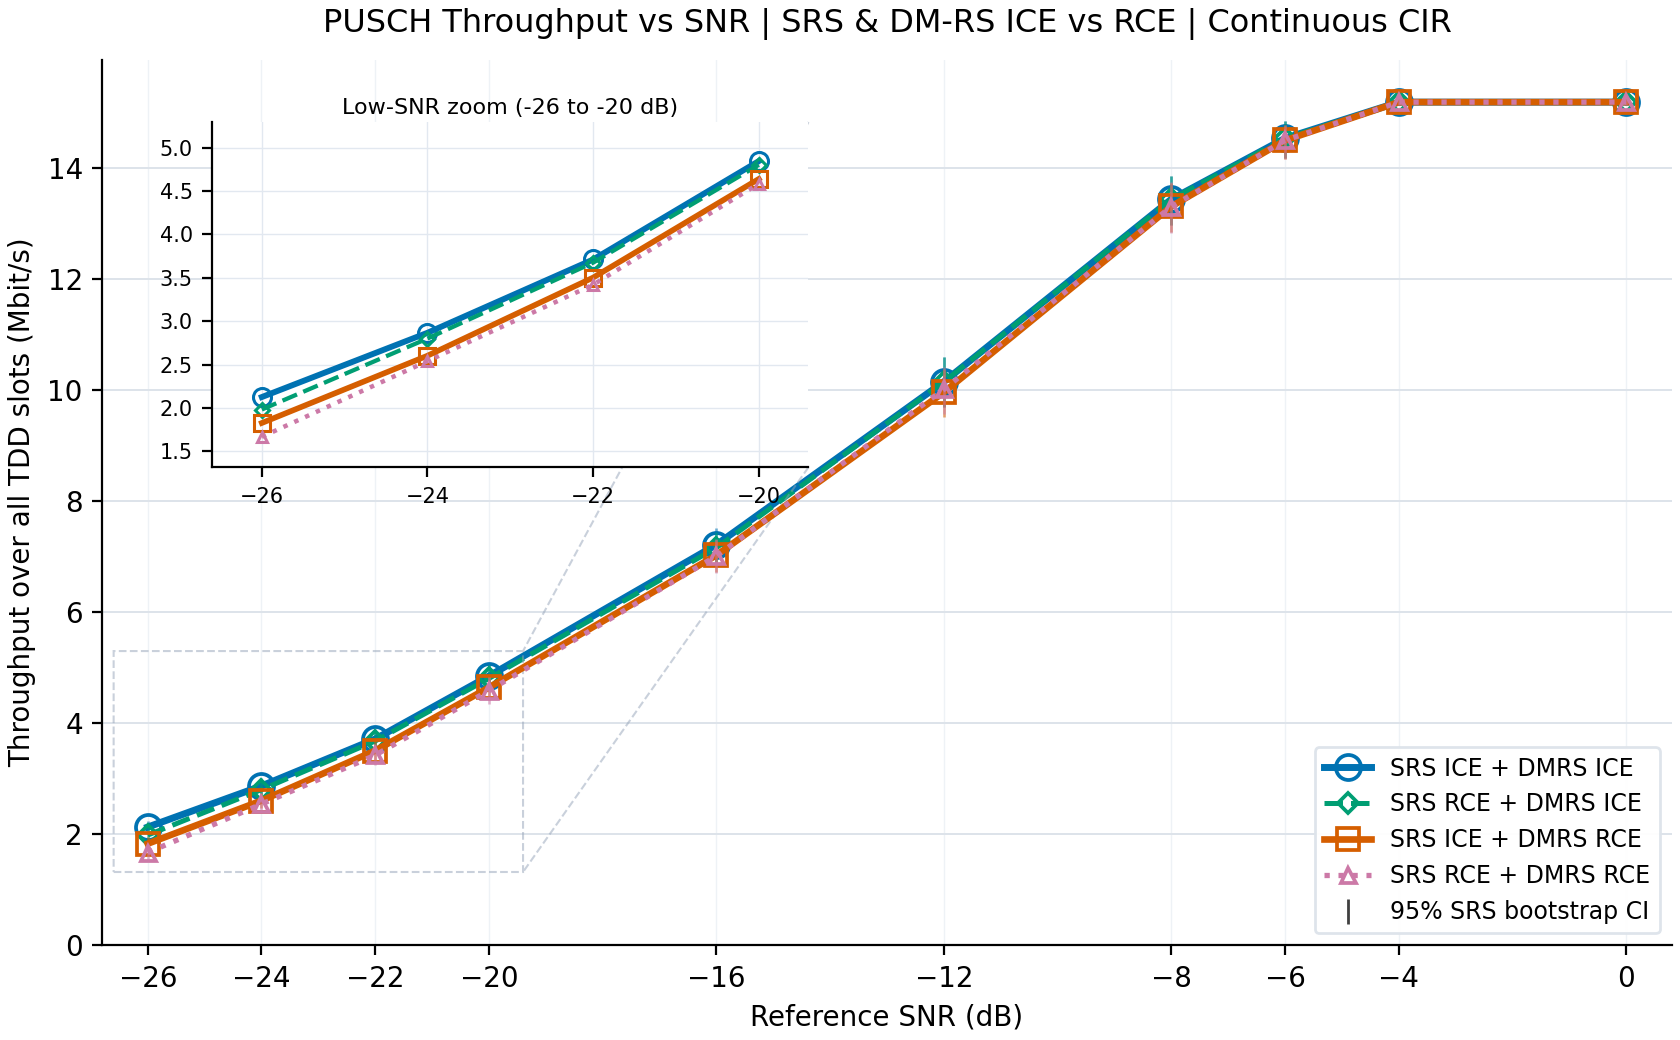 PUSCH Throughput vs SNR | SRS & DM-RS ICE vs RCE | Continuous CIR
Low-SNR zoom (-26 to -20 dB)
5.0
4.5
4.0
3.5
3.0
2.5
2.0
1.5
−26 −24 −22 −20
Throughput over all TDD slots (Mbit/s)
14
12
10
8
6
4
2
0
SRS ICE + DMRS ICE
SRS RCE + DMRS ICE
SRS ICE + DMRS RCE
SRS RCE + DMRS RCE
95% SRS bootstrap CI
−26 −24 −22 −20 −16 −12 −8 −6 −4 0
Reference SNR (dB)